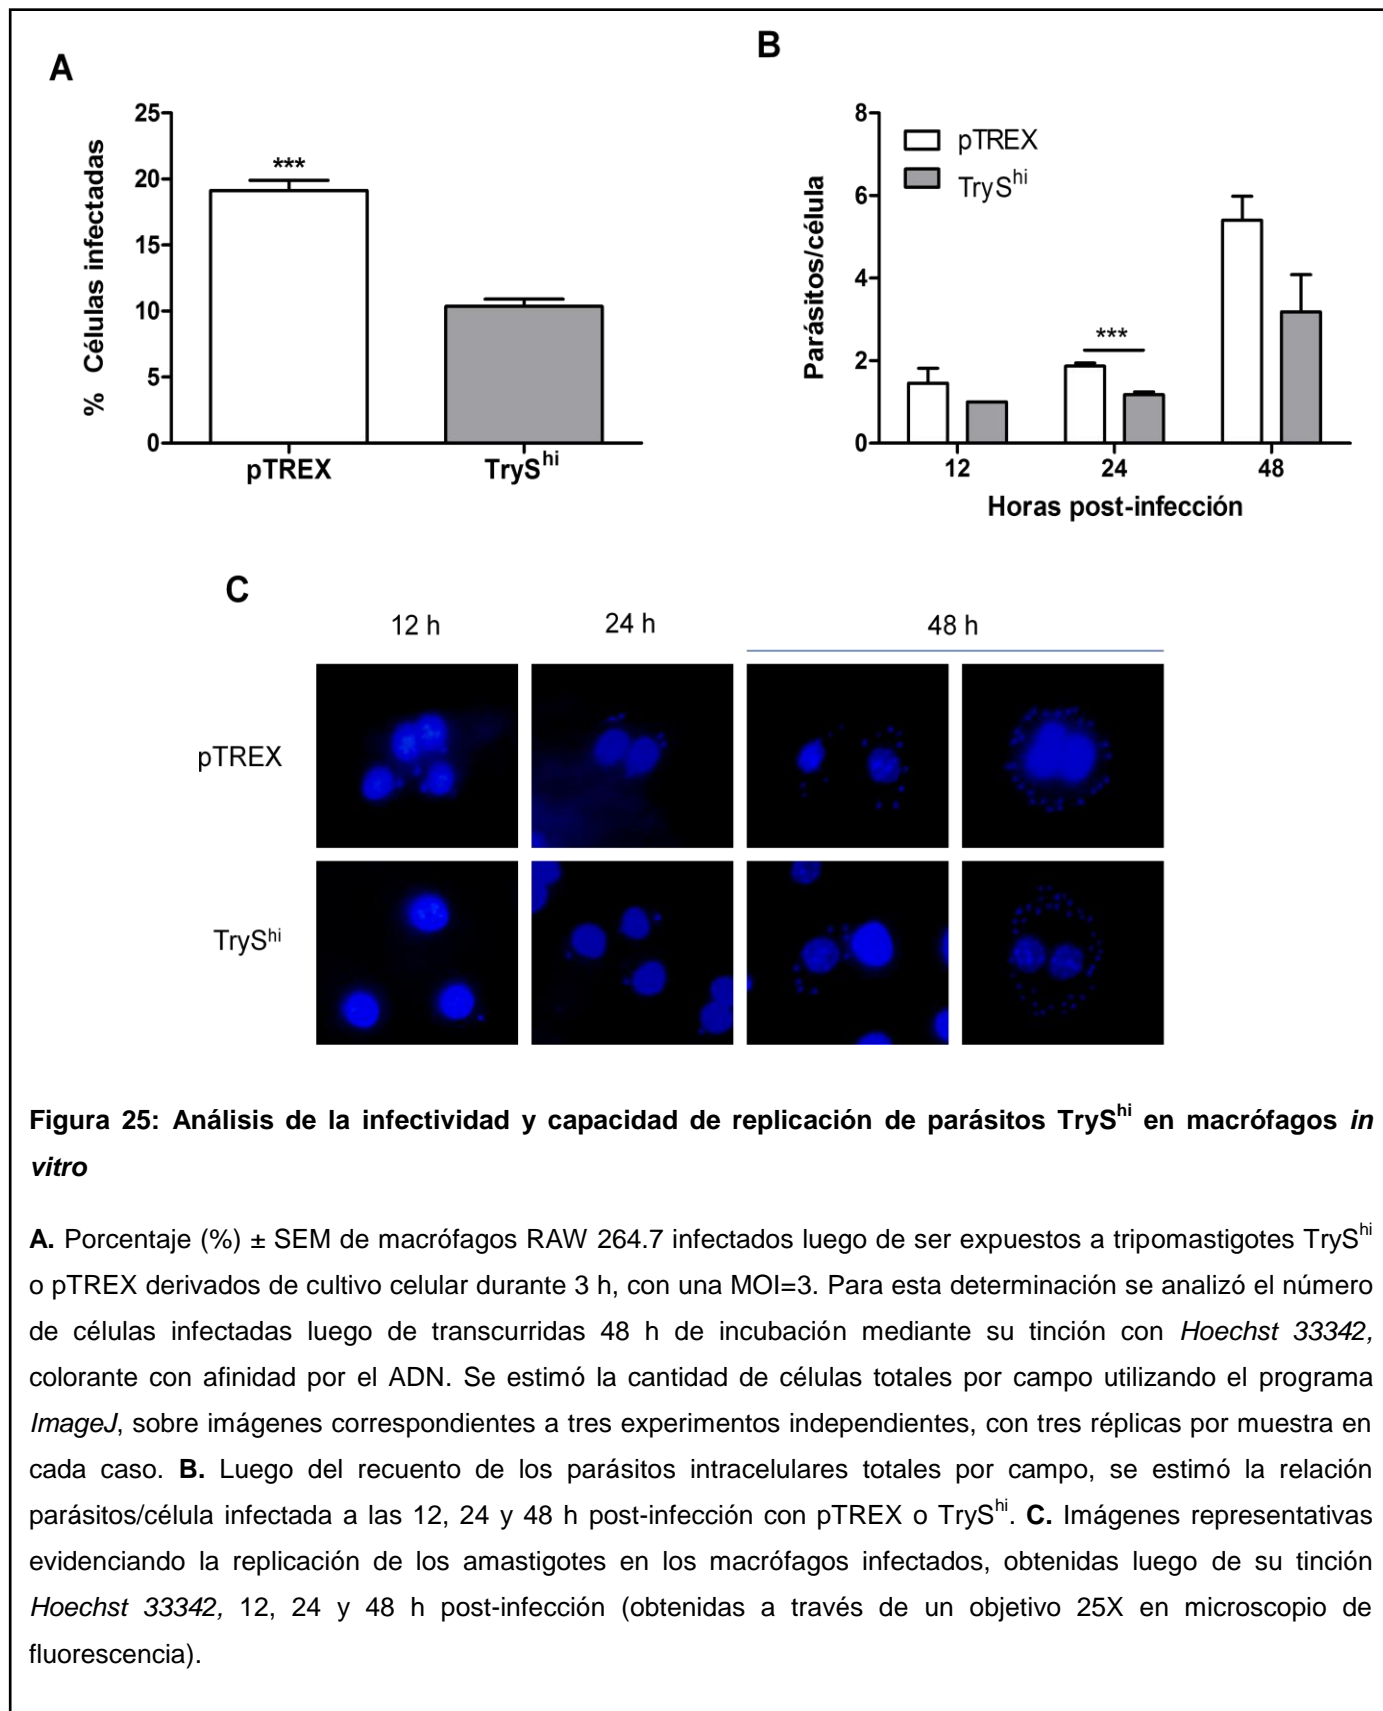 A
B
% Células infectadas
25
20
15
10
5
0
***
pTREX
TryShi
Parásitos/célula
8
6
4
2
0
pTREX
TryShi
***
12
24
48
Horas post-infección
C
12 h
24 h
48 h
pTREX
TryShi
Figura 25: Análisis de la infectividad y capacidad de replicación de parásitos TryShi en macrófagos in
vitro
A. Porcentaje (%) ± SEM de macrófagos RAW 264.7 infectados luego de ser expuestos a tripomastigotes TryShi
o pTREX derivados de cultivo celular durante 3 h, con una MOI=3. Para esta determinación se analizó el número
de células infectadas luego de transcurridas 48 h de incubación mediante su tinción con Hoechst 33342,
colorante con afinidad por el ADN. Se estimó la cantidad de células totales por campo utilizando el programa
ImageJ, sobre imágenes correspondientes a tres experimentos independientes, con tres réplicas por muestra en
cada caso. B. Luego del recuento de los parásitos intracelulares totales por campo, se estimó la relación
parásitos/célula infectada a las 12, 24 y 48 h post-infección con pTREX o TryShi. C. Imágenes representativas
evidenciando la replicación de los amastigotes en los macrófagos infectados, obtenidas luego de su tinción
Hoechst 33342, 12, 24 y 48 h post-infección (obtenidas a través de un objetivo 25X en microscopio de
fluorescencia).